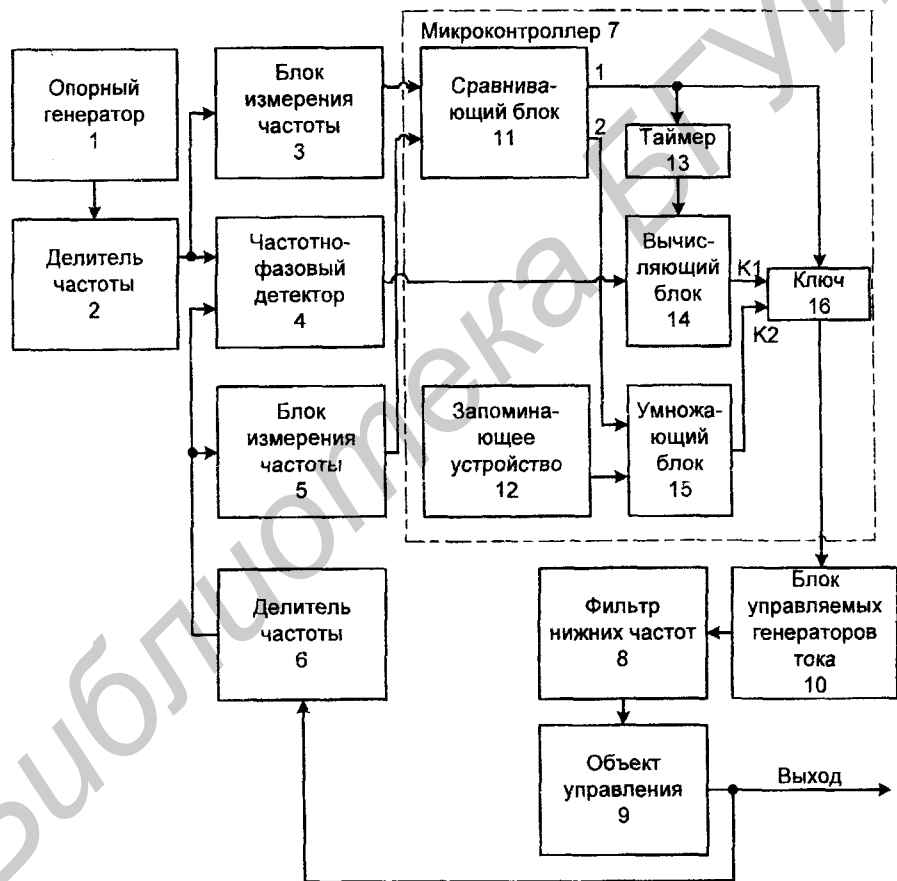 Микроконтроллер 7
Опорный
генератор
1
Блок
измерения
частоты
3
Сравнива-
ющий блок
11
1
2
Таймер
13
Делитель
частоты
2
Частотно-
фазовый
детектор
4
Вычис-
ляющий
блок
14
К1
Ключ
16
К2
Блок
измерения
частоты
5
Запомина-
ющее
устройство
12
Умножа-
ющий
блок
15
Делитель
частоты
6
Фильтр
нижних частот
8
Блок
управляемых
генераторов
тока
10
Объект
управления
9
Выход
Библиотека БГУИ